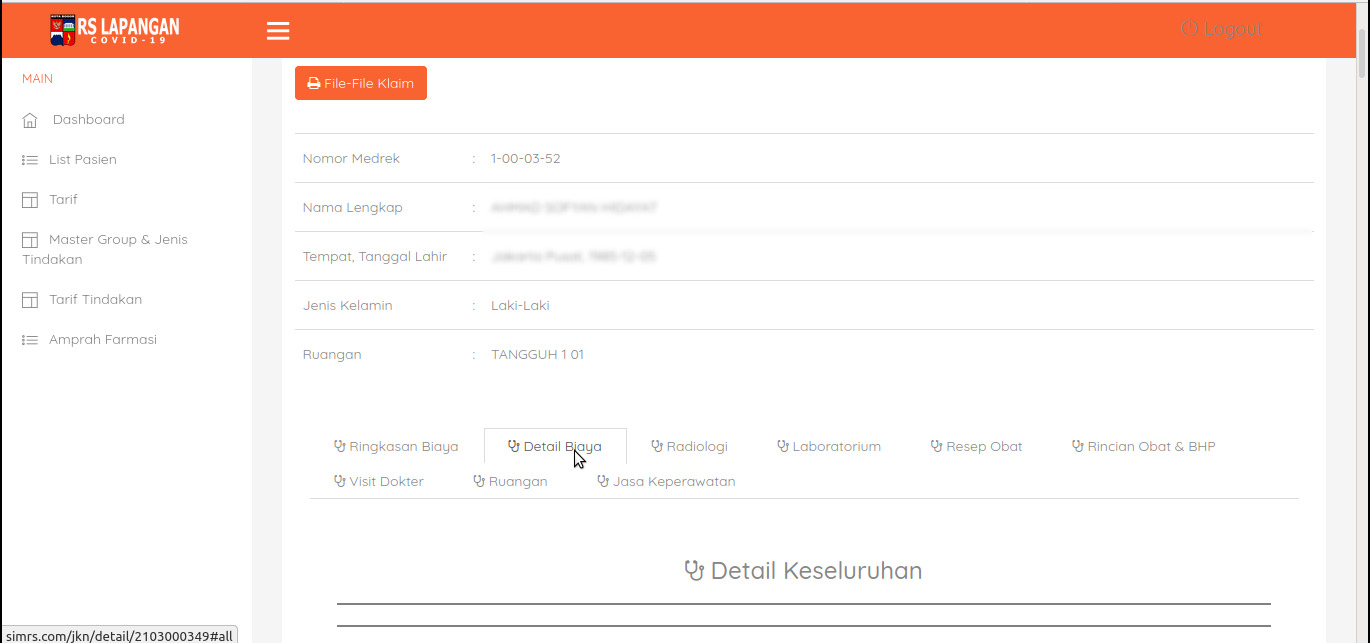 RS LAPANGAN
COVID-19
Logout
MAIN
Dashboard
List Pasien
Tarif
Master Group & Jenis
Tindakan
Tarif Tindakan
Amprah Farmasi
File-File Klaim
Nomor Medrek : 1-00-03-52
Nama Lengkap :
Tempat, Tanggal Lahir :
Jenis Kelamin : Laki-Laki
Ruangan : TANGGUH 1 01
Ringkasan Biaya Detail Biaya Radiologi Laboratorium Resep Obat Rincian Obat & BHP
Visit Dokter Ruangan Jasa Keperawatan
Detail Keseluruhan
simrs.com/jkn/detail/2103000349#all